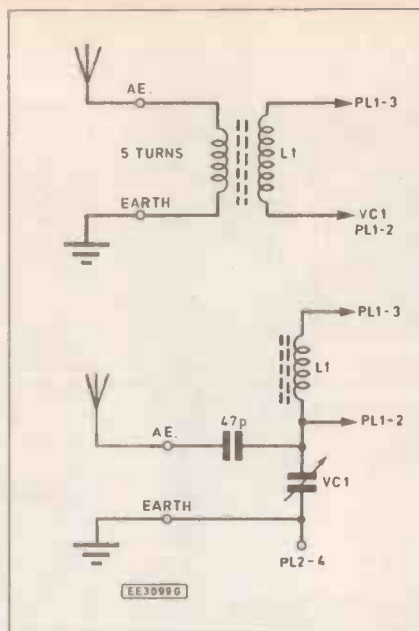 AE.
PL1-3
5 TURNS
L1
EARTH
VC1
PL1-2
PL1-3
L1
47p
PL1-2
AE.
VC1
EARTH
PL2-4
EE3099G